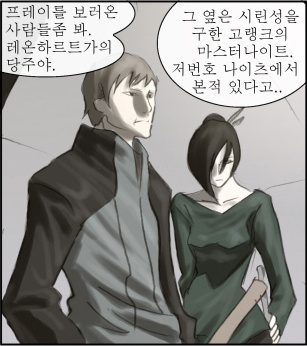 프레이를 보러온
사람들좀 봐.
레온하르트가의
당주야.
그 옆은 시린성을
구한 고랭크의
마스터나이트.
저번호 나이츠에서
본적 있다고..